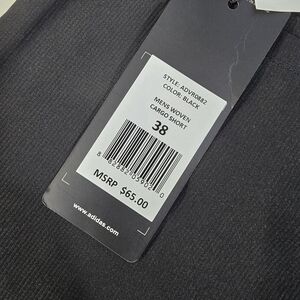 STYLE: ADVR0882
COLOR: BLACK
MENS WOVEN
CARGO SHORT
38
MSRP $65.00
www.adidas.com